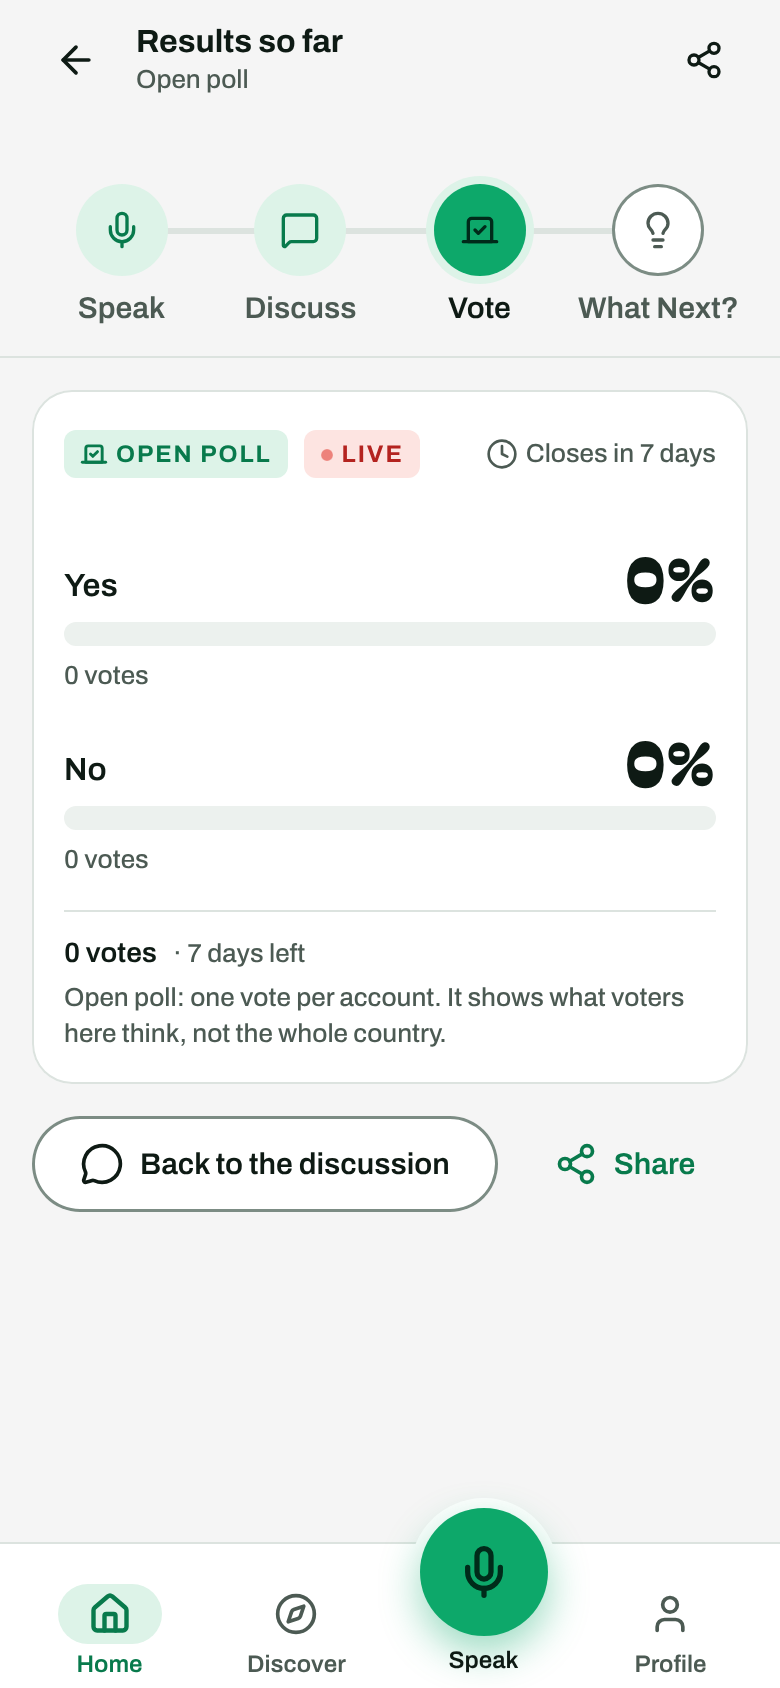 Results so far
Open poll
Speak
Discuss
Vote
What Next?
OPEN POLL
LIVE
Closes in 7 days
Yes
0%
0 votes
No
0%
0 votes
0 votes · 7 days left
Open poll: one vote per account. It shows what voters
here think, not the whole country.
Back to the discussion
Share
Home
Discover
Speak
Profile